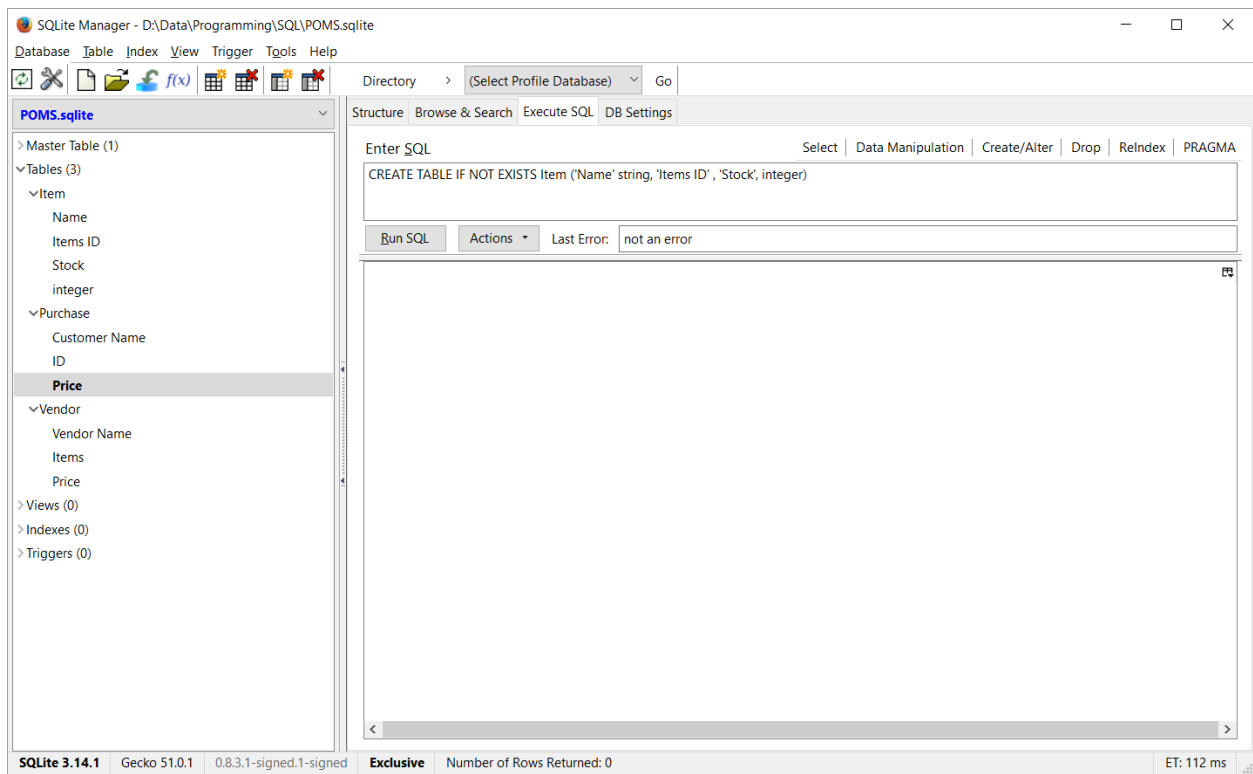 SQLite Manager - D:\Data\Programming\SQL\POMS.sqlite
Database Table Index View Trigger Tools Help
f(x) Directory > (Select Profile Database) Go
POMS.sqlite
Master Table (1)
Tables (3)
Item
Name
Items ID
Stock
integer
Purchase
Customer Name
ID
Price
Vendor
Vendor Name
Items
Price
Views (0)
Indexes (0)
Triggers (0)
Structure Browse & Search Execute SQL DB Settings
Enter SQL Select Data Manipulation Create/Alter Drop ReIndex PRAGMA
CREATE TABLE IF NOT EXISTS Item ('Name' string, 'Items ID' , 'Stock', integer)
Run SQL Actions Last Error: not an error
SQLite 3.14.1 Gecko 51.0.1 0.8.3.1-signed.1-signed Exclusive Number of Rows Returned: 0 ET: 112 ms